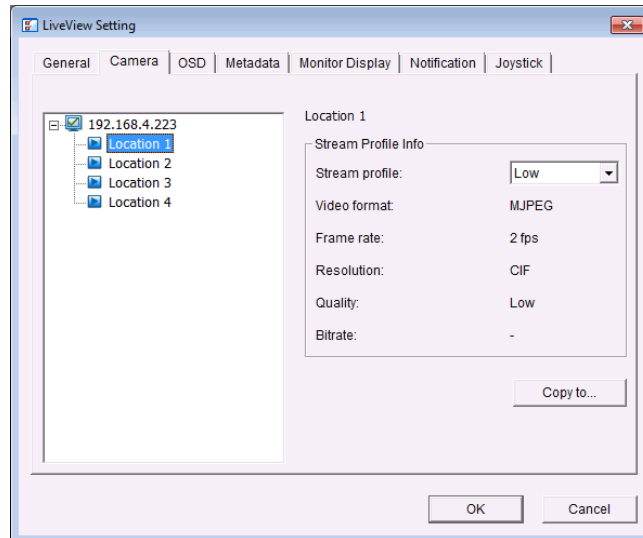 LiveView Setting
General Camera OSD Metadata Monitor Display Notification Joystick
192.168.4.223
Location 1
Location 2
Location 3
Location 4
Location 1
Stream Profile Info
Stream profile: Low
Video format: MJPEG
Frame rate: 2 fps
Resolution: CIF
Quality: Low
Bitrate: -
Copy to...
OK Cancel